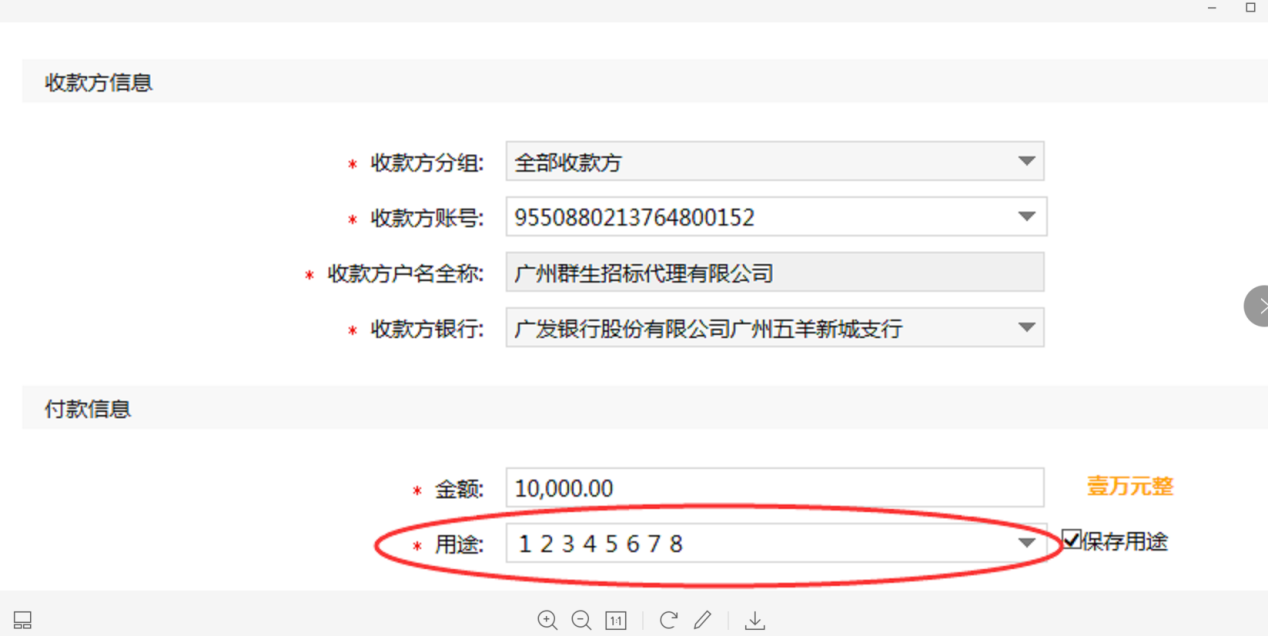 收款方信息
* 收款方分组: 全部收款方
* 收款方账号: 9550880213764800152
* 收款方户名全称: 广州群生招标代理有限公司
* 收款方银行: 广发银行股份有限公司广州五羊新城支行
付款信息
* 金额: 10,000.00 壹万元整
* 用途: 1 2 3 4 5 6 7 8 保存用途
1:1